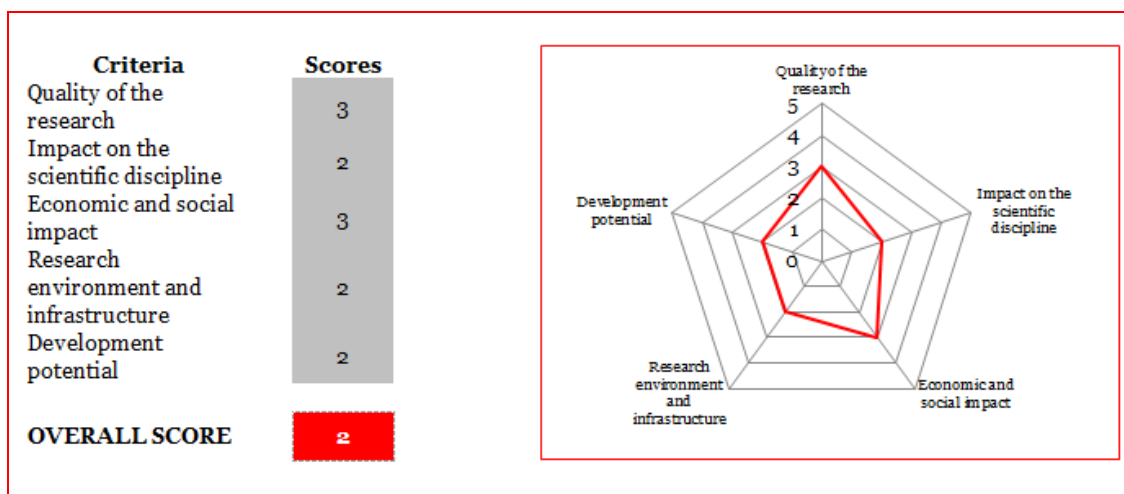 Criteria Scores
Quality of the
research 3
Impact on the
scientific discipline 2
Economic and social
impact 3
Research
environment and
infrastructure 2
Development
potential 2
OVERALL SCORE 2
Quality of the
research
5
4
3
2
1
0
Impact on the
scientific
discipline
Economic and
social impact
Research
environment
and
infrastructure
Development
potential